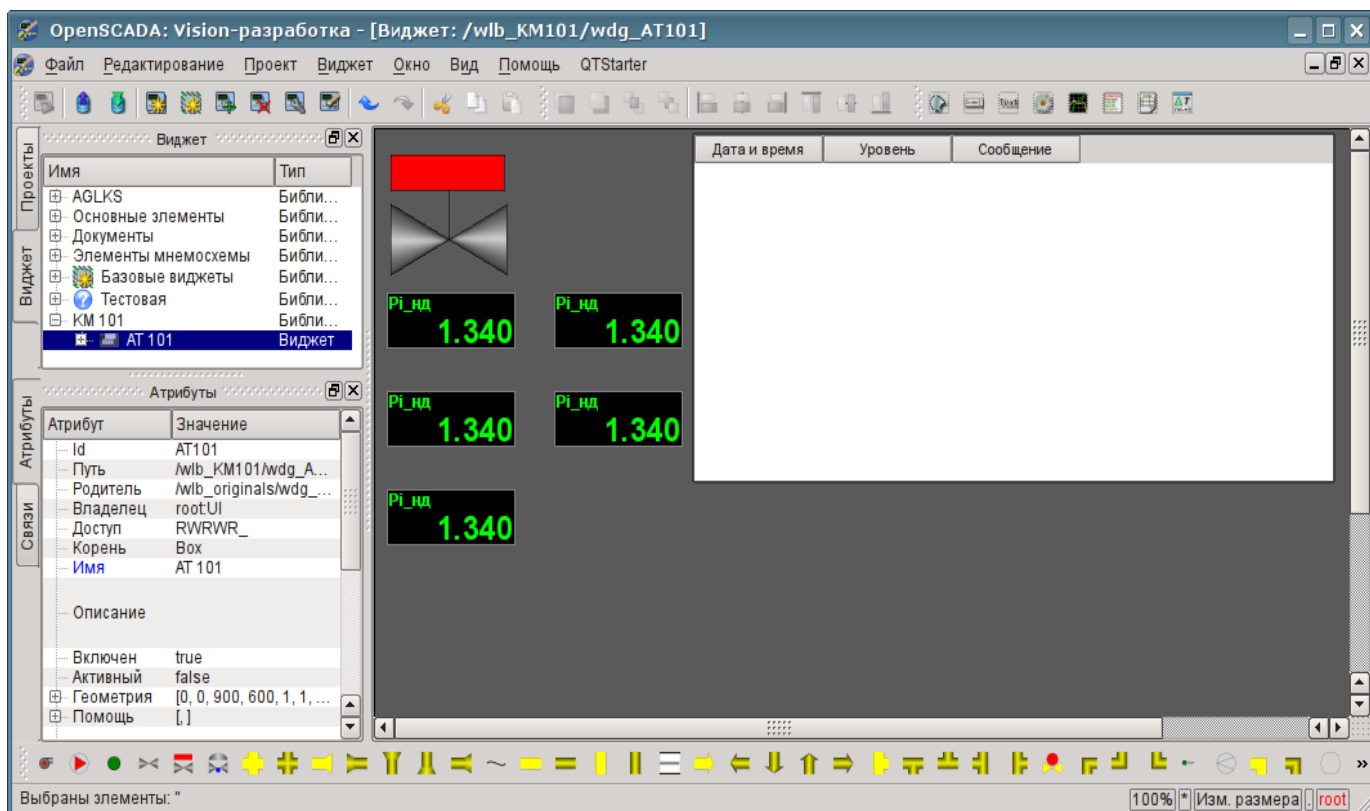 OpenSCADA: Vision-разработка - [Виджет: /wlb_KM101/wdg_AT101]
Файл Редактирование Проект Виджет Окно Вид Помощь QTStarter
Проекты
Виджет
Виджет
Имя Тип
AGLKS Библи...
Основные элементы Библи...
Документы Библи...
Элементы мнемосхемы Библи...
Базовые виджеты Библи...
Тестовая Библи...
КМ 101 Библи...
АТ 101 Виджет
Атрибуты
Связи
Атрибуты
Атрибут Значение
Id AT101
Путь /wlb_KM101/wdg_A...
Родитель /wlb_originals/wdg_...
Владелец root:UI
Доступ RWRWR_
Корень Box
Имя АТ 101
Описание
Включен true
Активный false
Геометрия [0, 0, 900, 600, 1, 1, ...
Помощь [, ]
Дата и время Уровень Сообщение
Pi_нд Pi_нд
1.340 1.340
Pi_нд Pi_нд
1.340 1.340
Pi_нд
1.340
Выбраны элементы: " 100% * Изм. размера . root